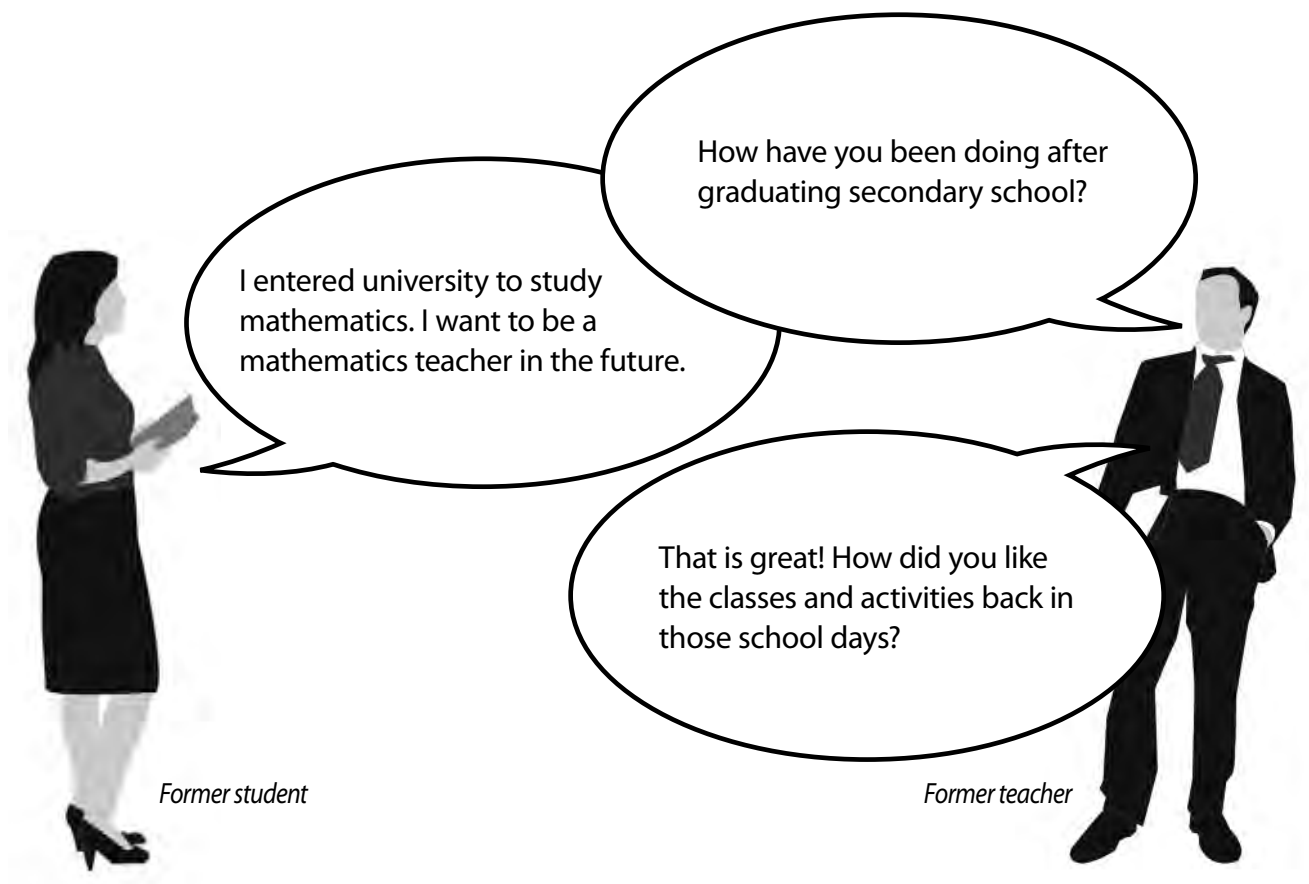 How have you been doing after
graduating secondary school?
I entered university to study
mathematics. I want to be a
mathematics teacher in the future.
That is great! How did you like
the classes and activities back in
those school days?
Former student
Former teacher